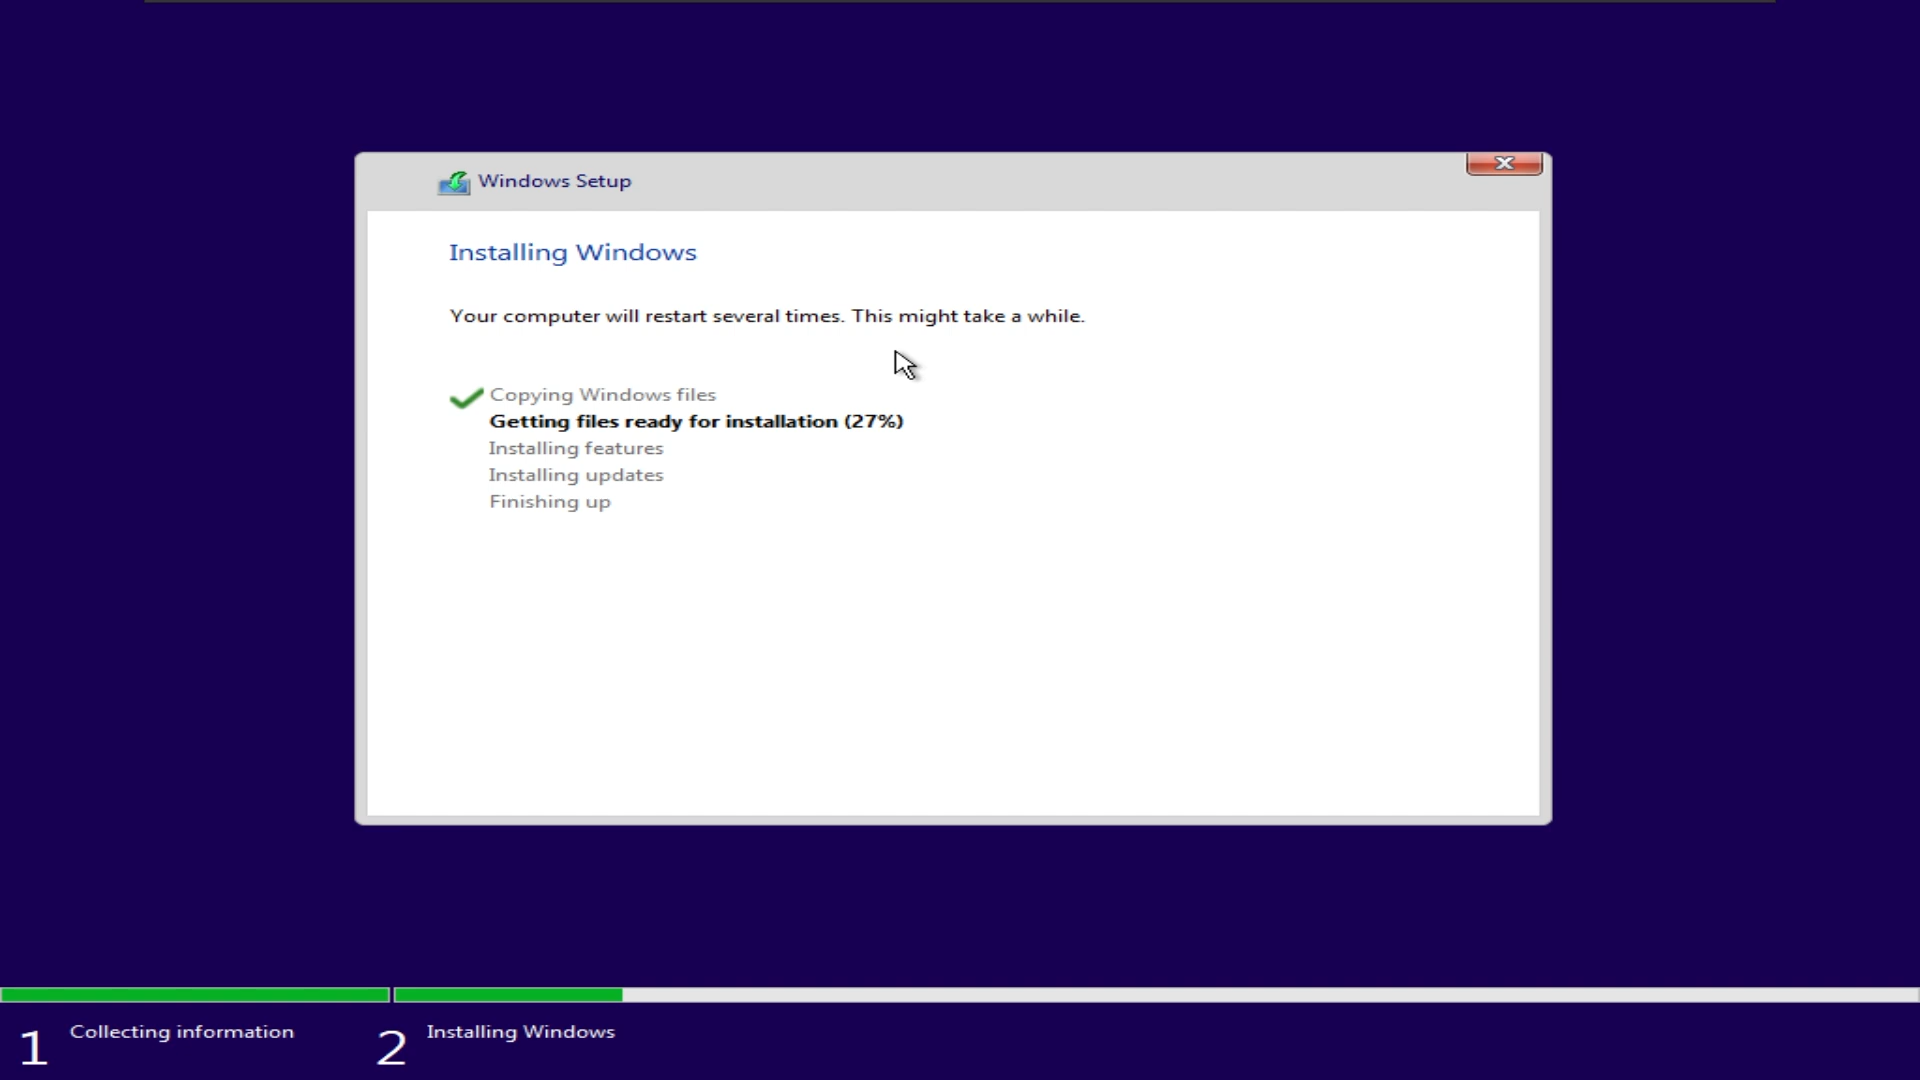 Windows Setup
Installing Windows
Your computer will restart several times. This might take a while.
Copying Windows files
Getting files ready for installation (27%)
Installing features
Installing updates
Finishing up
1 Collecting information 2 Installing Windows